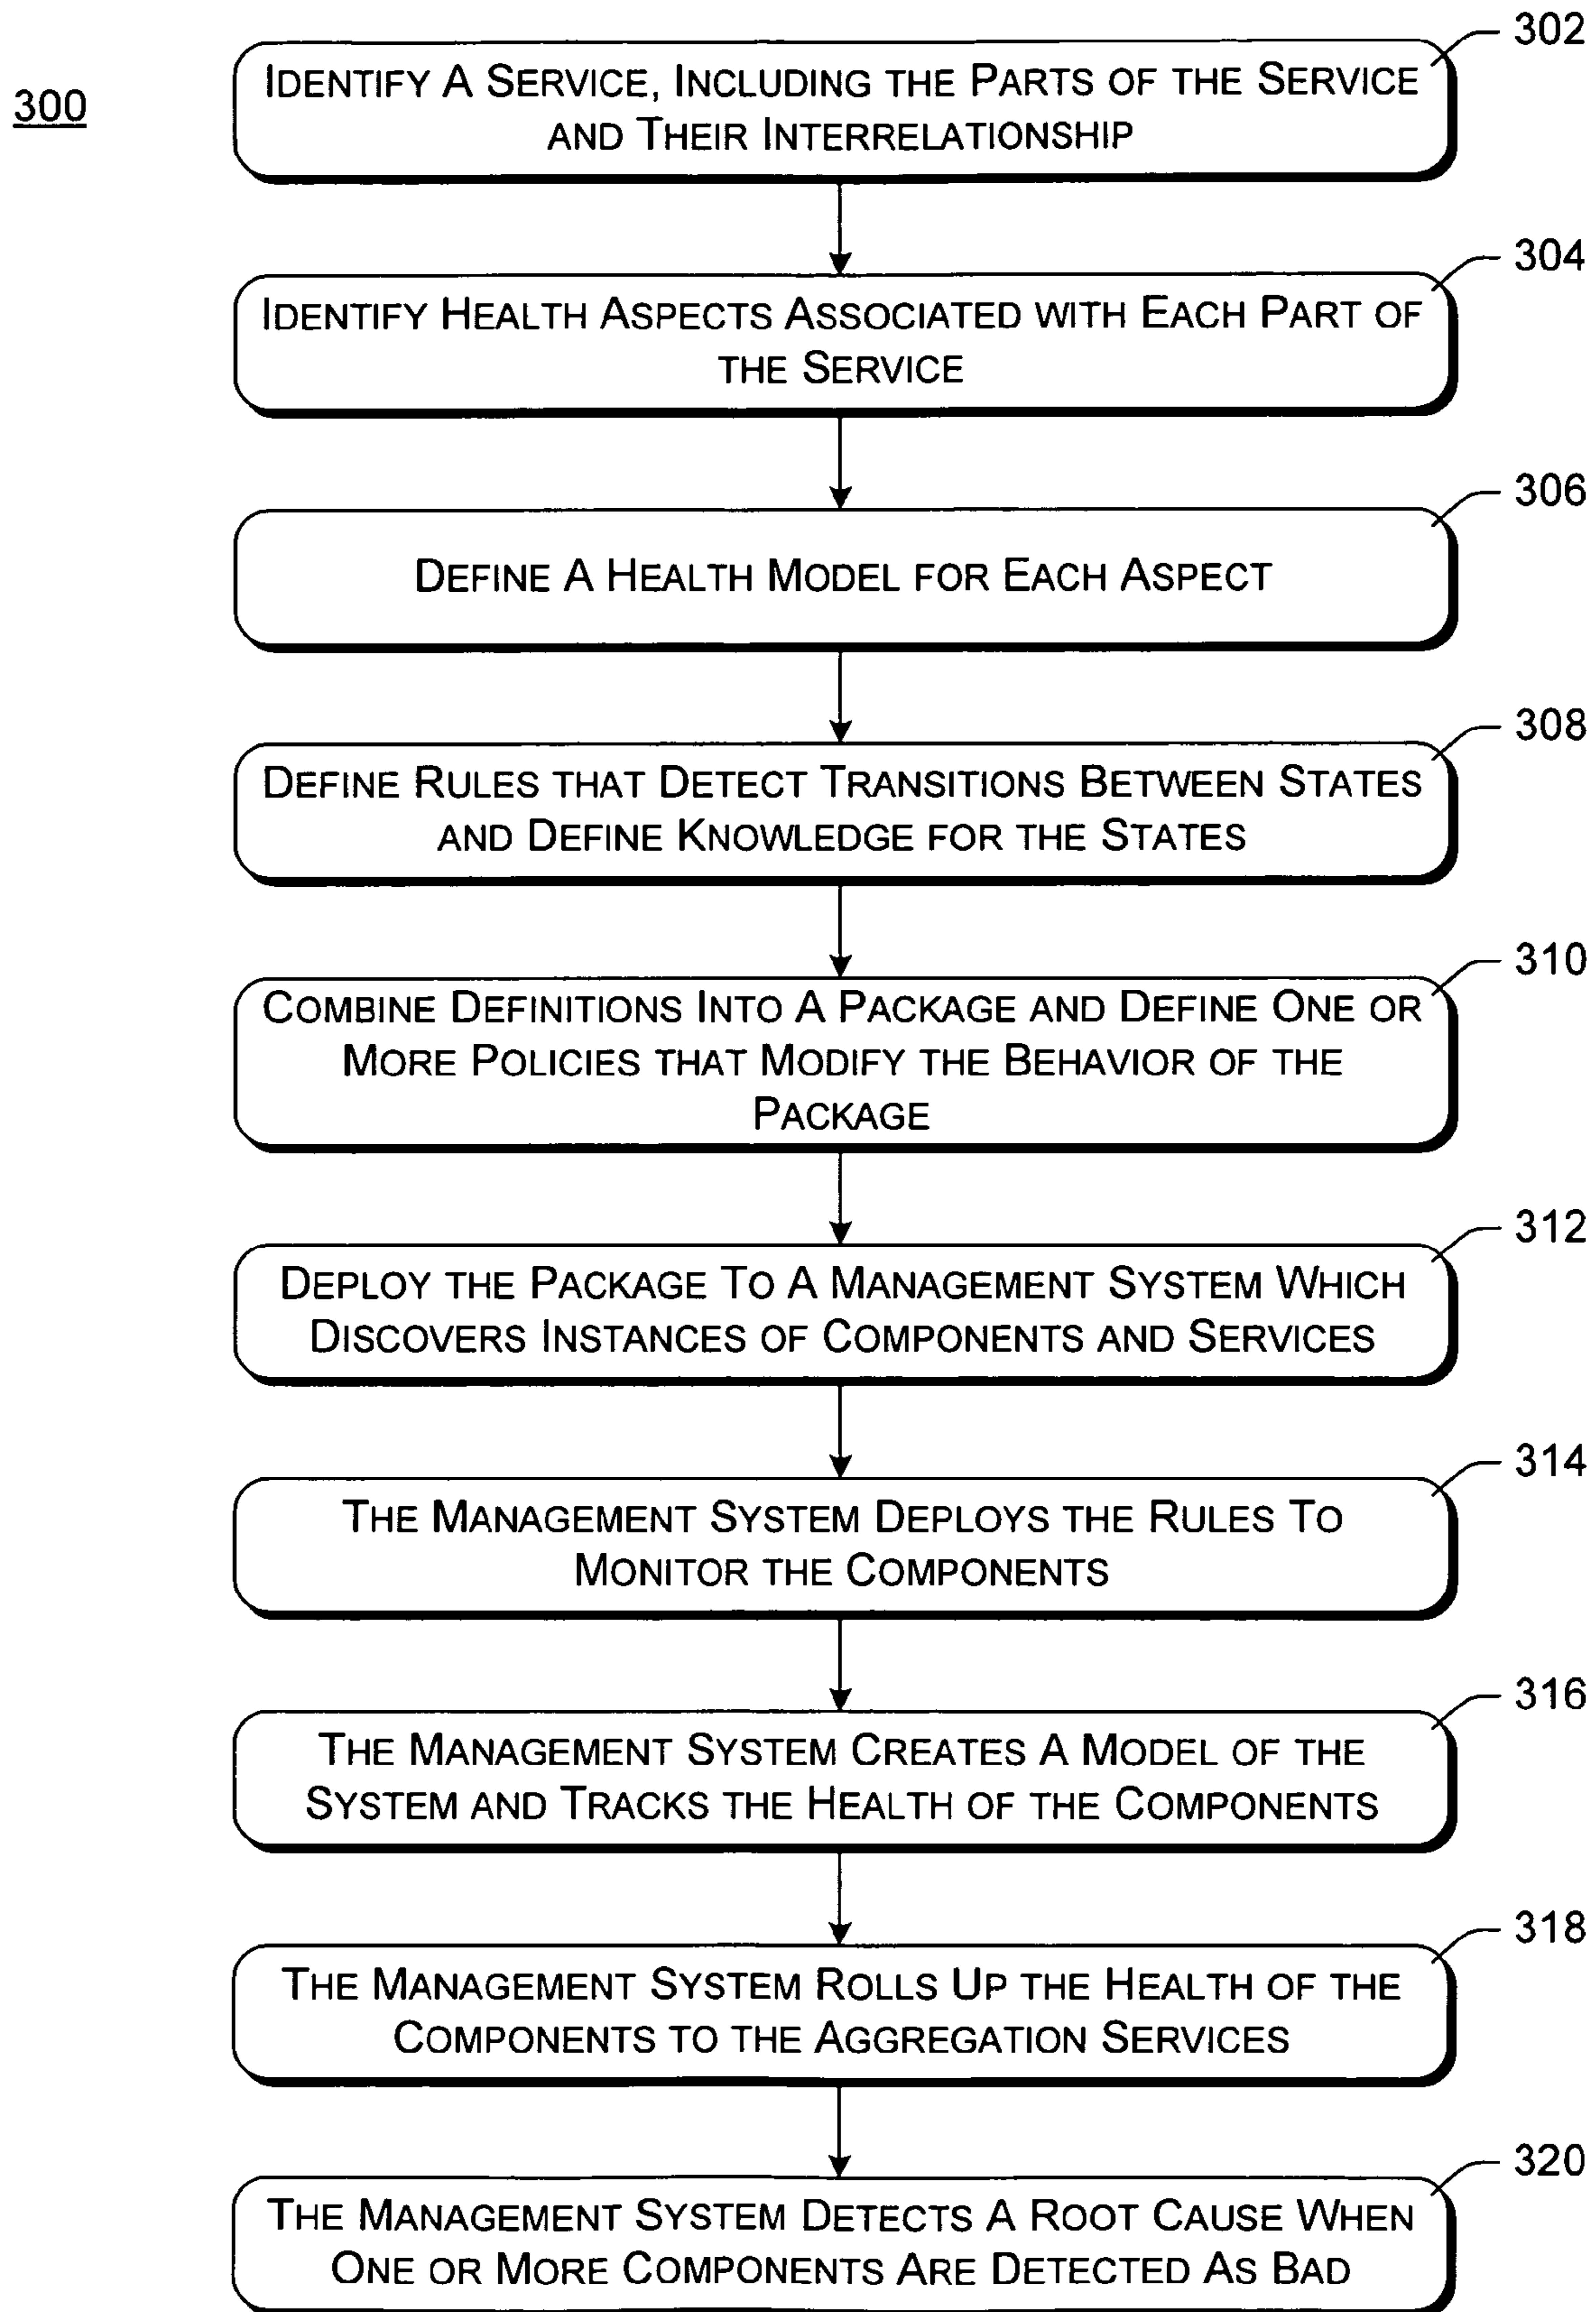 300
302
IDENTIFY A SERVICE, INCLUDING THE PARTS OF THE SERVICE
AND THEIR INTERRELATIONSHIP
304
IDENTIFY HEALTH ASPECTS ASSOCIATED WITH EACH PART OF
THE SERVICE
306
DEFINE A HEALTH MODEL FOR EACH ASPECT
308
DEFINE RULES THAT DETECT TRANSITIONS BETWEEN STATES
AND DEFINE KNOWLEDGE FOR THE STATES
310
COMBINE DEFINITIONS INTO A PACKAGE AND DEFINE ONE OR
MORE POLICIES THAT MODIFY THE BEHAVIOR OF THE
PACKAGE
312
DEPLOY THE PACKAGE TO A MANAGEMENT SYSTEM WHICH
DISCOVERS INSTANCES OF COMPONENTS AND SERVICES
314
THE MANAGEMENT SYSTEM DEPLOYS THE RULES TO
MONITOR THE COMPONENTS
316
THE MANAGEMENT SYSTEM CREATES A MODEL OF THE
SYSTEM AND TRACKS THE HEALTH OF THE COMPONENTS
318
THE MANAGEMENT SYSTEM ROLLS UP THE HEALTH OF THE
COMPONENTS TO THE AGGREGATION SERVICES
320
THE MANAGEMENT SYSTEM DETECTS A ROOT CAUSE WHEN
ONE OR MORE COMPONENTS ARE DETECTED AS BAD